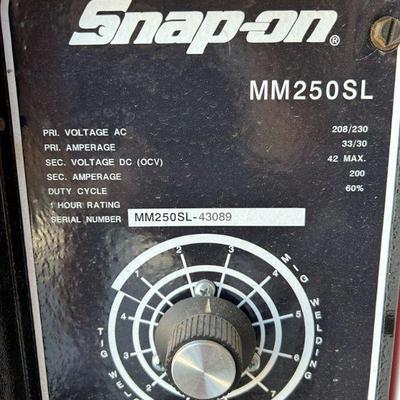 Snap-on®
MM250SL
PRI. VOLTAGE AC 208/230
PRI. AMPERAGE 33/30
SEC. VOLTAGE DC (OCV) 42 MAX.
SEC. AMPERAGE 200
DUTY CYCLE 60%
1 HOUR RATING
SERIAL NUMBER MM250SL-43089
MIG WELDING
TIG